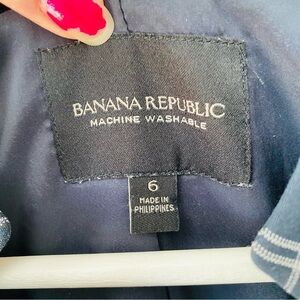 BANANA REPUBLIC
MACHINE WASHABLE
6
MADE IN
PHILIPPINES